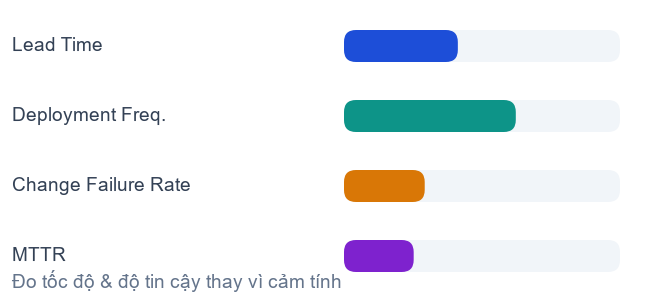 Lead Time
Deployment Freq.
Change Failure Rate
MTTR
Đo tốc độ & độ tin cậy thay vì cảm tính